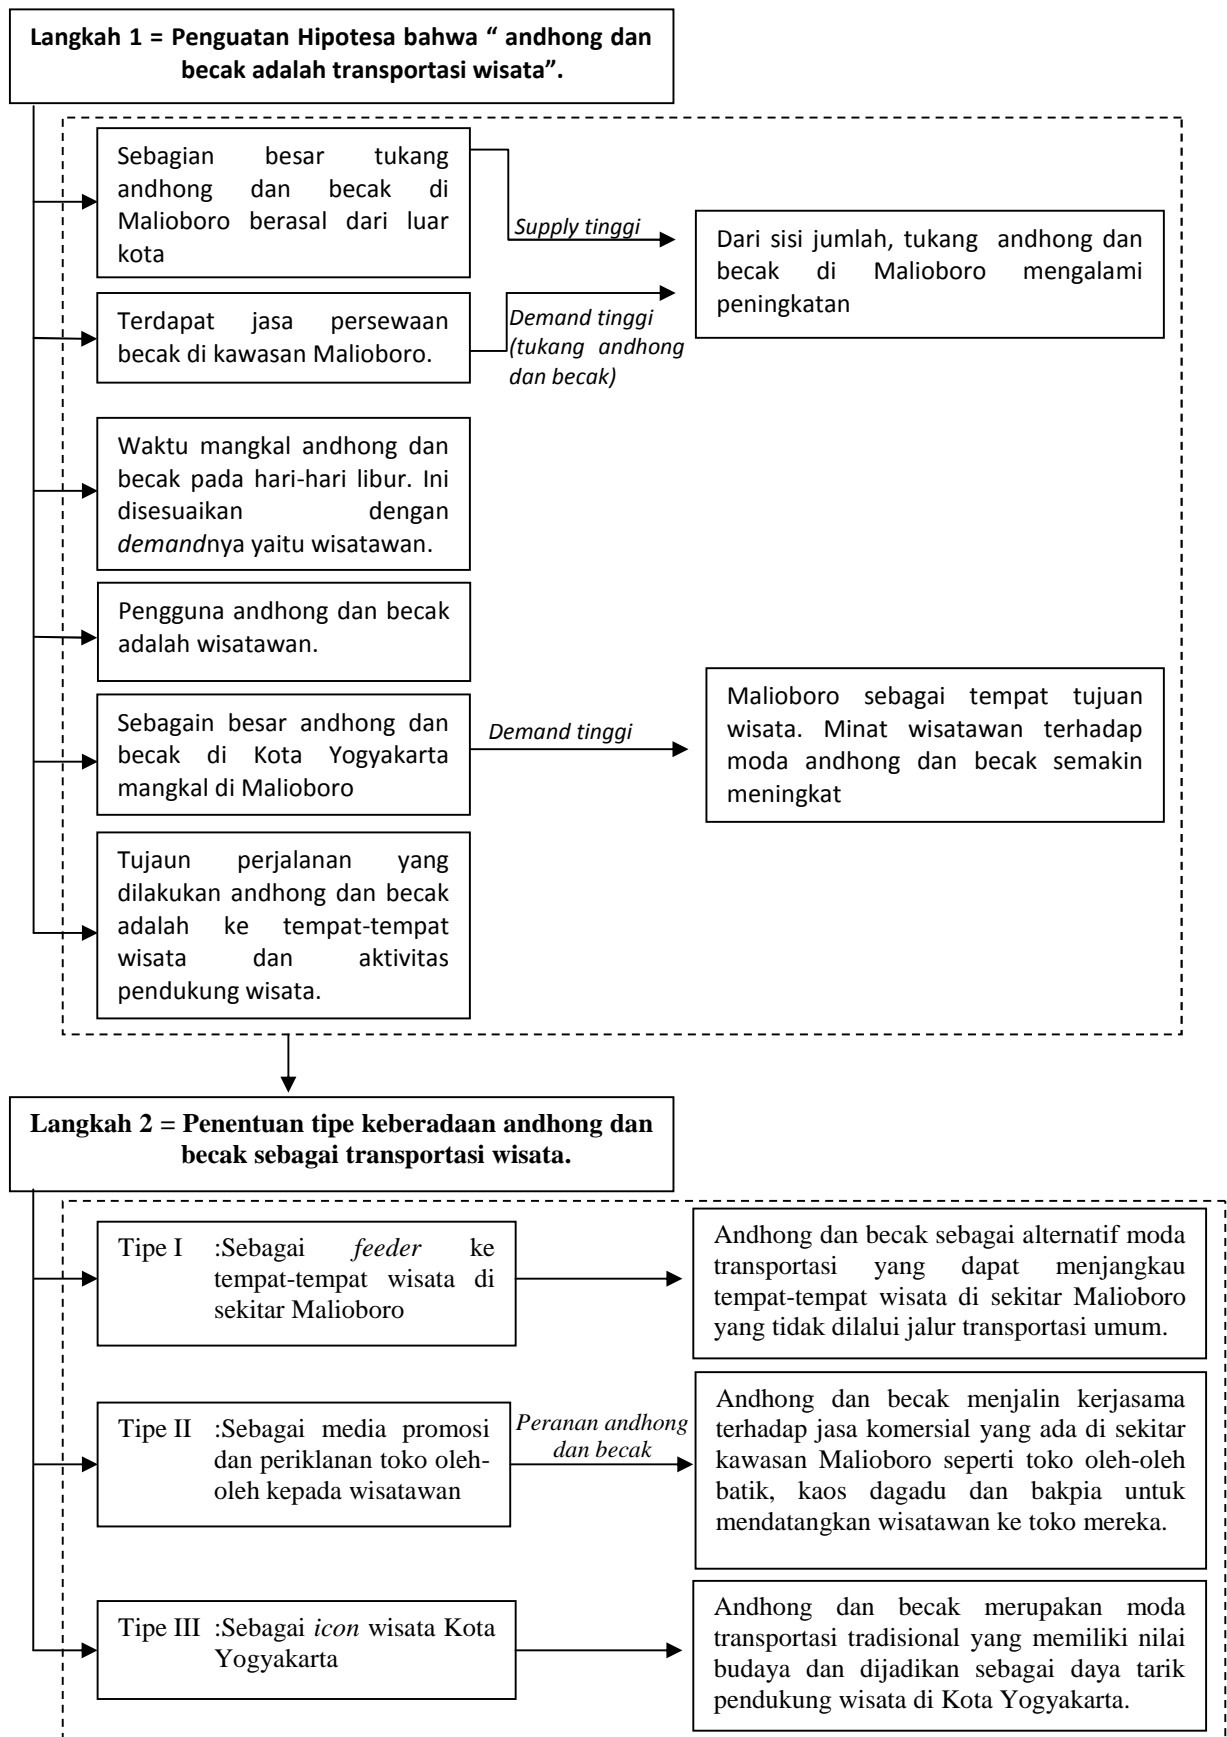 Langkah 1 = Penguatan Hipotesa bahwa “ andhong dan
becak adalah transportasi wisata”.
Sebagian besar tukang
andhong dan becak di
Malioboro berasal dari luar
kota
Supply tinggi
Dari sisi jumlah, tukang andhong dan
becak di Malioboro mengalami
peningkatan
Terdapat jasa persewaan
becak di kawasan Malioboro.
Demand tinggi
(tukang andhong
dan becak)
Waktu mangkal andhong dan
becak pada hari-hari libur. Ini
disesuaikan dengan
demandnya yaitu wisatawan.
Pengguna andhong dan becak
adalah wisatawan.
Sebagain besar andhong dan
becak di Kota Yogyakarta
mangkal di Malioboro
Demand tinggi
Malioboro sebagai tempat tujuan
wisata. Minat wisatawan terhadap
moda andhong dan becak semakin
meningkat
Tujaun perjalanan yang
dilakukan andhong dan becak
adalah ke tempat-tempat
wisata dan aktivitas
pendukung wisata.
Langkah 2 = Penentuan tipe keberadaan andhong dan
becak sebagai transportasi wisata.
Tipe I :Sebagai feeder ke
tempat-tempat wisata di
sekitar Malioboro
Andhong dan becak sebagai alternatif moda
transportasi yang dapat menjangkau
tempat-tempat wisata di sekitar Malioboro
yang tidak dilalui jalur transportasi umum.
Tipe II :Sebagai media promosi
dan periklanan toko oleh-
oleh kepada wisatawan
Peranan andhong
dan becak
Andhong dan becak menjalin kerjasama
terhadap jasa komersial yang ada di sekitar
kawasan Malioboro seperti toko oleh-oleh
batik, kaos dagadu dan bakpia untuk
mendatangkan wisatawan ke toko mereka.
Tipe III :Sebagai icon wisata Kota
Yogyakarta
Andhong dan becak merupakan moda
transportasi tradisional yang memiliki nilai
budaya dan dijadikan sebagai daya tarik
pendukung wisata di Kota Yogyakarta.